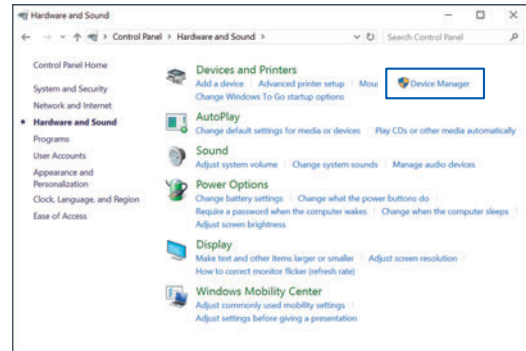 Hardware and Sound
Control Panel > Hardware and Sound >
Search Control Panel
Control Panel Home
System and Security
Network and Internet
Hardware and Sound
Programs
User Accounts
Appearance and
Personalization
Clock, Language, and Region
Ease of Access
Devices and Printers
Add a device Advanced printer setup Mou Device Manager
Change Windows To Go startup options
AutoPlay
Change default settings for media or devices Play CDs or other media automatically
Sound
Adjust system volume Change system sounds Manage audio devices
Power Options
Change battery settings Change what the power buttons do
Require a password when the computer wakes Change when the computer sleeps
Adjust screen brightness
Display
Make text and other items larger or smaller Adjust screen resolution
How to correct monitor flicker (refresh rate)
Windows Mobility Center
Adjust commonly used mobility settings
Adjust settings before giving a presentation